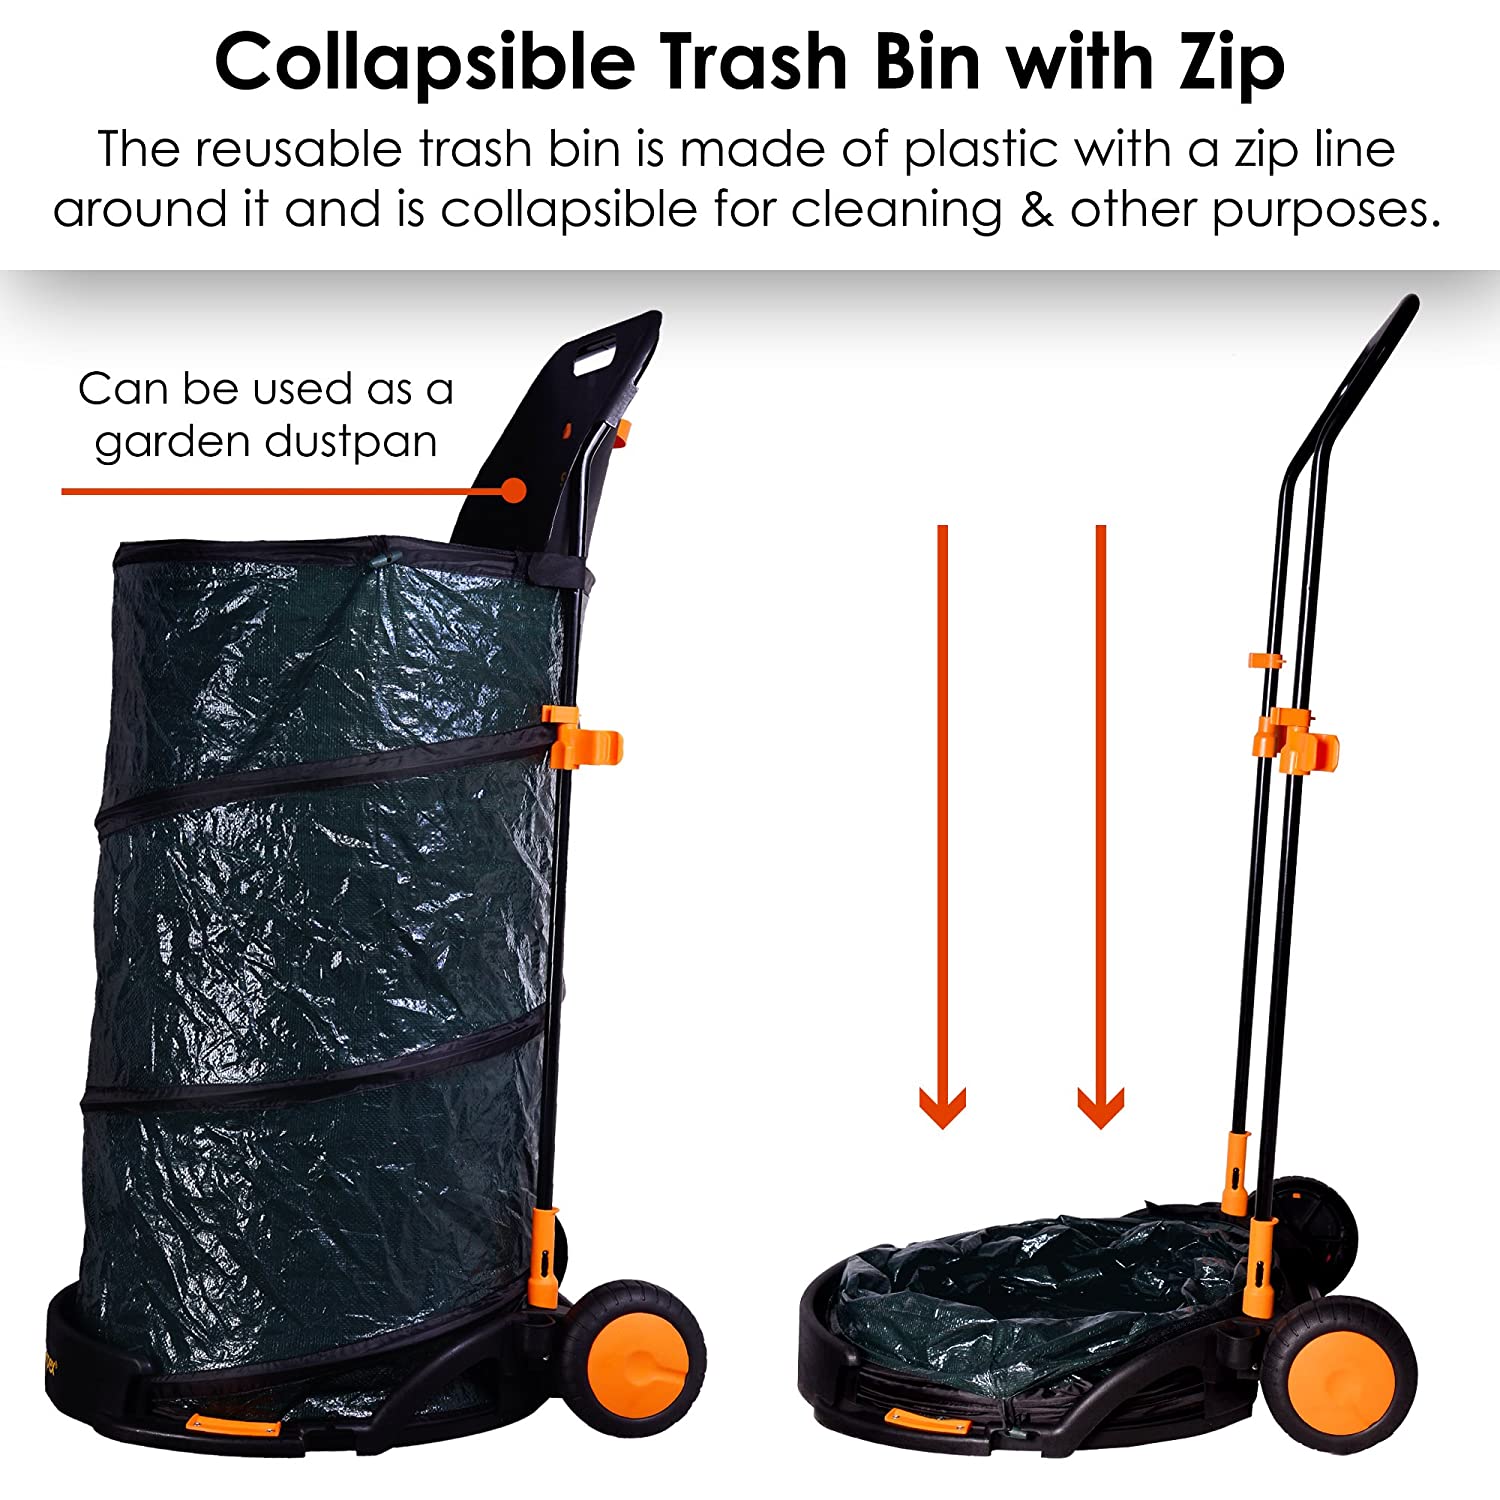 Collapsible Trash Bin with Zip
The reusable trash bin is made of plastic with a zip line
around it and is collapsible for cleaning & other purposes.
Can be used as a
garden dustpan